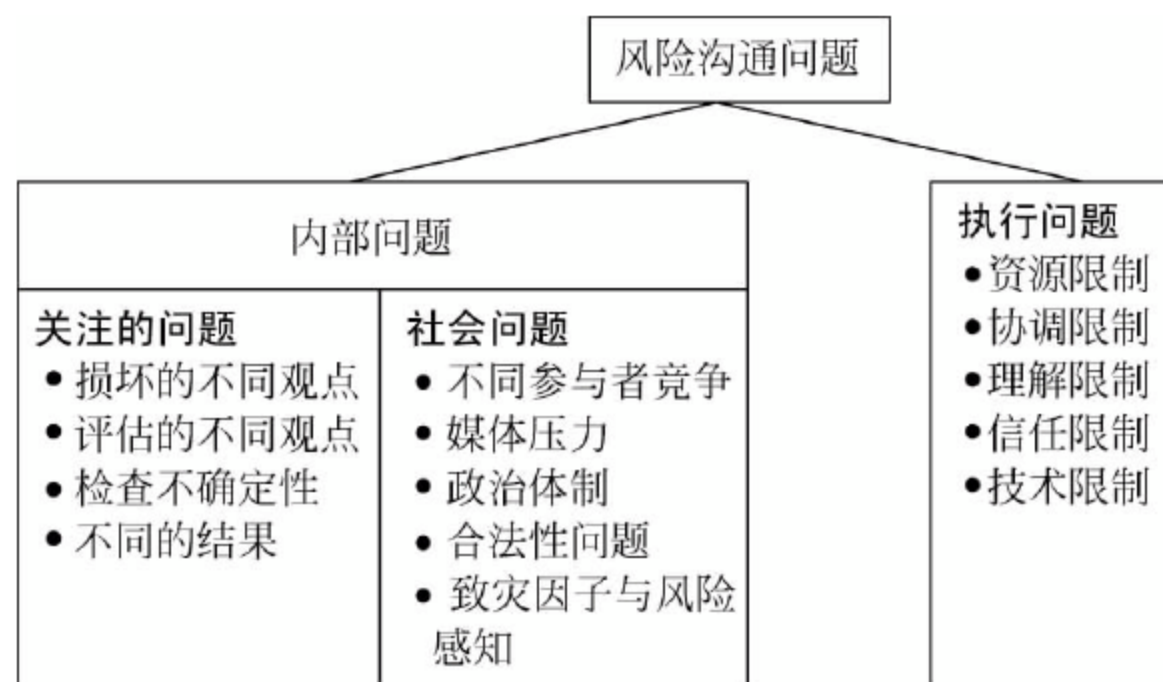 风险沟通问题
内部问题
关注的问题
●损坏的不同观点
●评估的不同观点
●检查不确定性
●不同的结果
社会问题
●不同参与者竞争
●媒体压力
●政治体制
●合法性问题
●致灾因子与风险
感知
执行问题
●资源限制
●协调限制
●理解限制
●信任限制
●技术限制